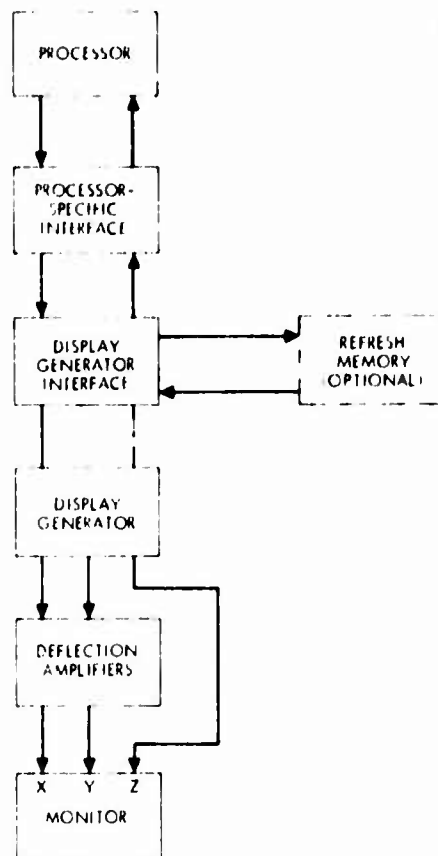 PROCESSOR
PROCESSOR-
SPECIFIC
INTERFACE
DISPLAY
GENERATOR
INTERFACE
REFRESH
MEMORY
(OPTIONAL)
DISPLAY
GENERATOR
DEFLECTION
AMPLIFIERS
X Y Z
MONITOR